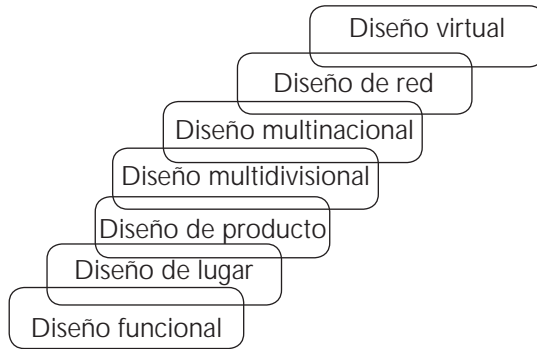 Diseño virtual
Diseño de red
Diseño multinacional
Diseño multidivisional
Diseño de producto
Diseño de lugar
Diseño funcional